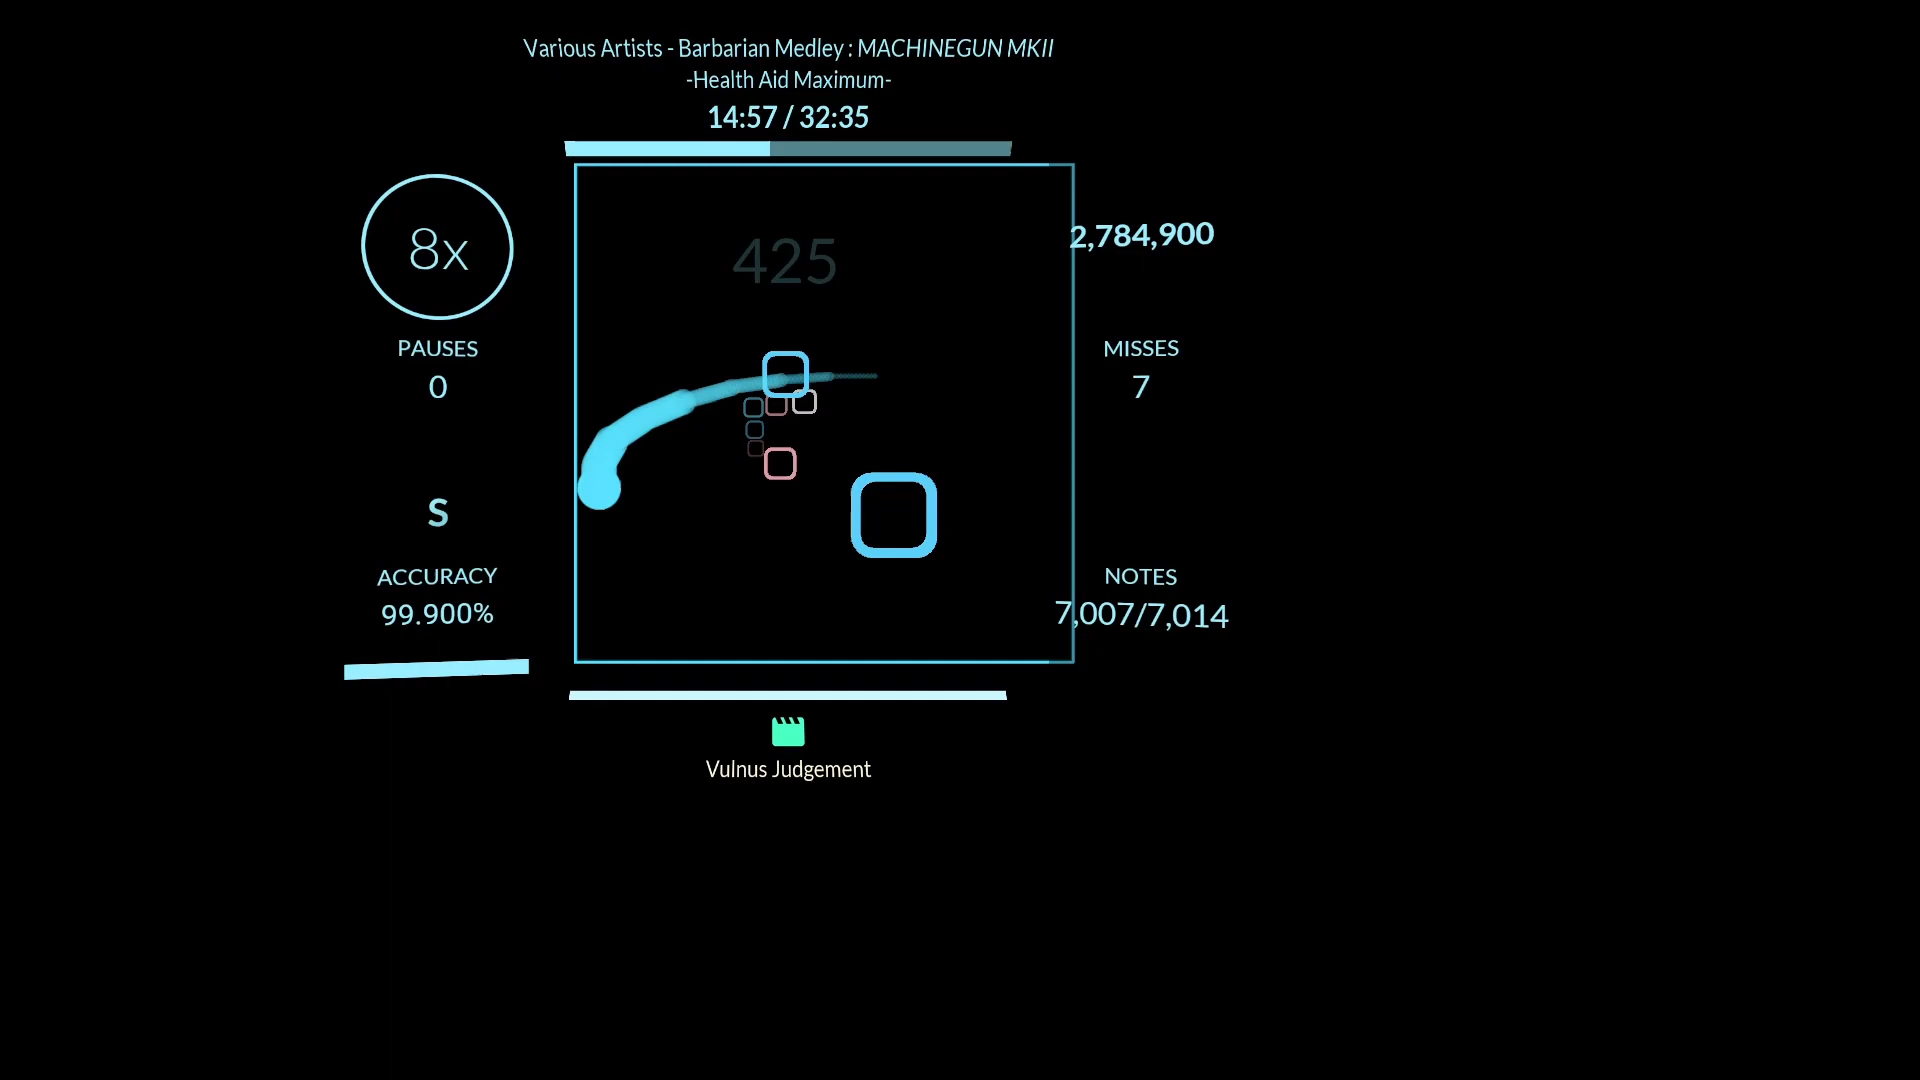 Various Artists - Barbarian Medley : MACHINEGUN MKII
-Health Aid Maximum-
14:57 / 32:35
8x
425
2,784,900
PAUSES
0
MISSES
7
S
ACCURACY
99.900%
NOTES
7,007/7,014
Vulnus Judgement